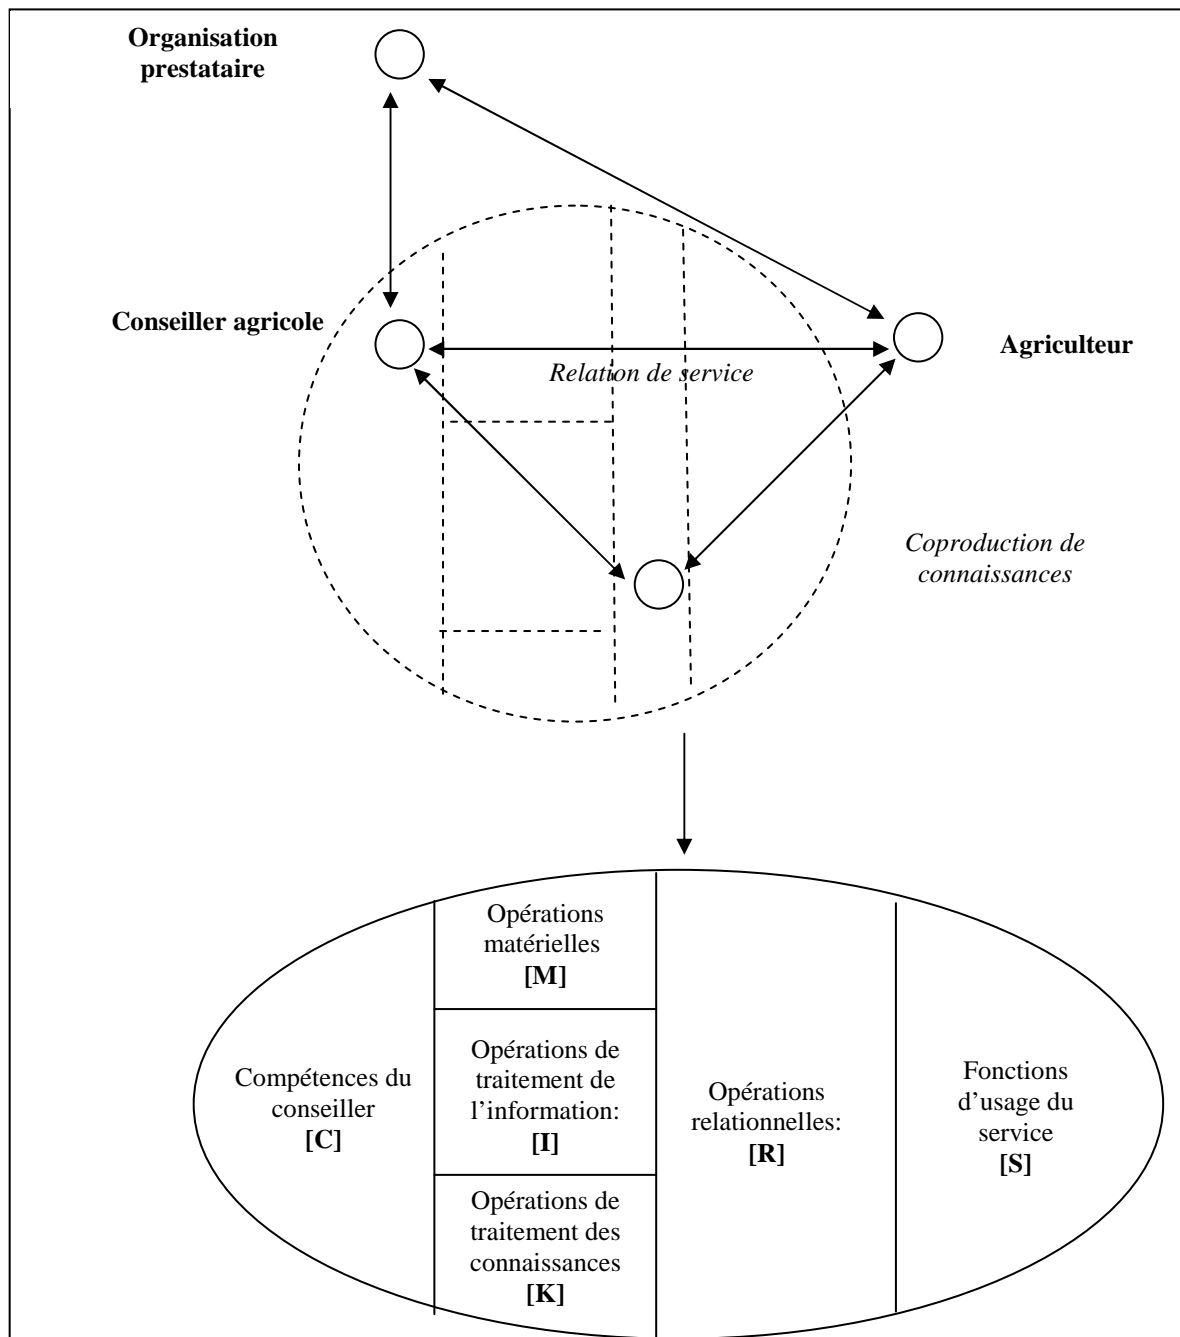 Organisation
prestataire
Conseiller agricole
Agriculteur
Relation de service
Coproduction de
connaissances
Opérations
matérielles
[M]
Compétences du
conseiller
[C]
Opérations de
traitement de
l’information:
[I]
Opérations de
traitement des
connaissances
[K]
Opérations
relationnelles:
[R]
Fonctions
d’usage du
service
[S]